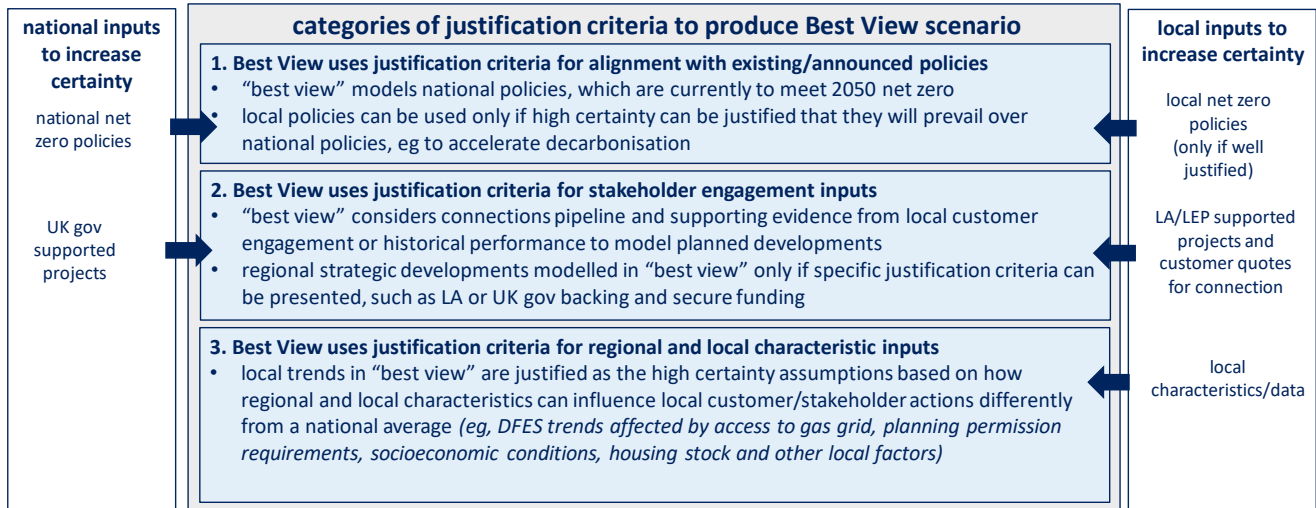 national inputs
to increase
certainty
national net
zero policies
UK gov
supported
projects
categories of justification criteria to produce Best View scenario
1. Best View uses justification criteria for alignment with existing/announced policies
• “best view” models national policies, which are currently to meet 2050 net zero
• local policies can be used only if high certainty can be justified that they will prevail over
national policies, eg to accelerate decarbonisation
2. Best View uses justification criteria for stakeholder engagement inputs
• “best view” considers connections pipeline and supporting evidence from local customer
engagement or historical performance to model planned developments
• regional strategic developments modelled in “best view” only if specific justification criteria can
be presented, such as LA or UK gov backing and secure funding
3. Best View uses justification criteria for regional and local characteristic inputs
• local trends in “best view” are justified as the high certainty assumptions based on how
regional and local characteristics can influence local customer/stakeholder actions differently
from a national average (eg, DFES trends affected by access to gas grid, planning permission
requirements, socioeconomic conditions, housing stock and other local factors)
local inputs to
increase certainty
local net zero
policies
(only if well
justified)
LA/LEP supported
projects and
customer quotes
for connection
local
characteristics/data